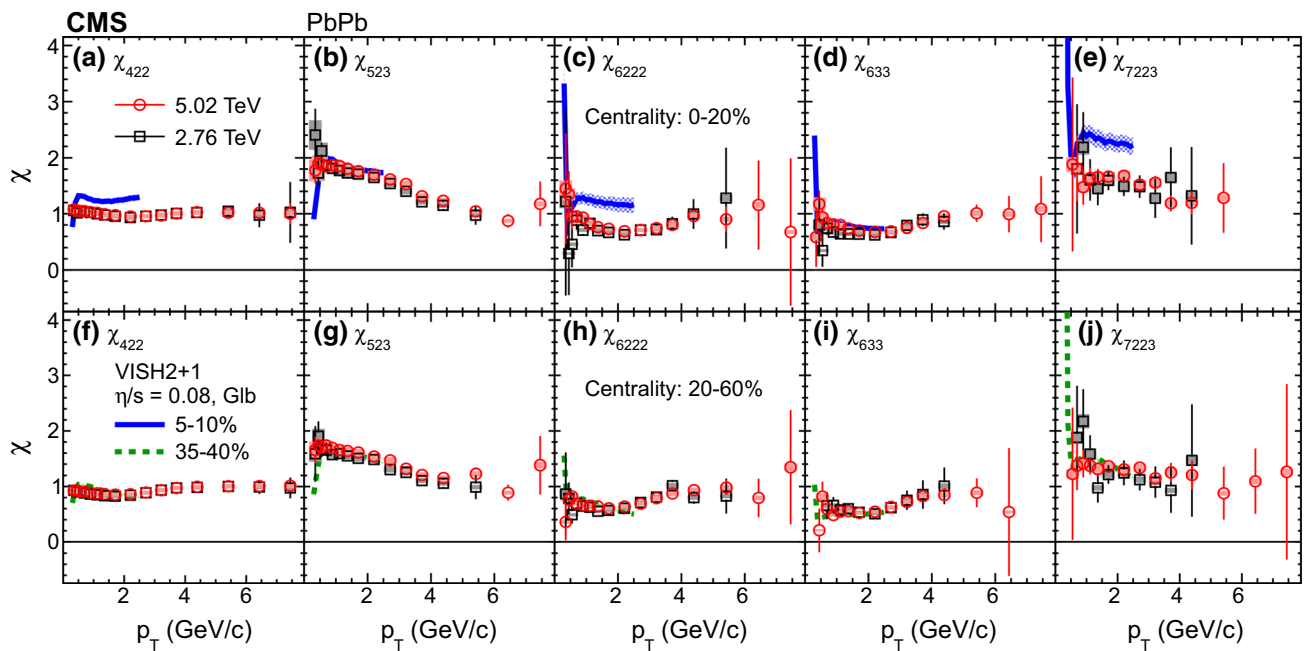 CMS PbPb
(a) χ422 (b) χ523 (c) χ6222 (d) χ633 (e) χ7223
5.02 TeV
2.76 TeV
Centrality: 0-20%
χ
4
3
2
1
0
(f) χ422 (g) χ523 (h) χ6222 (i) χ633 (j) χ7223
VISH2+1
η/s = 0.08, Glb
5-10%
35-40%
Centrality: 20-60%
χ
4
3
2
1
0
2 4 6 2 4 6 2 4 6 2 4 6 2 4 6
pT (GeV/c) pT (GeV/c) pT (GeV/c) pT (GeV/c) pT (GeV/c)